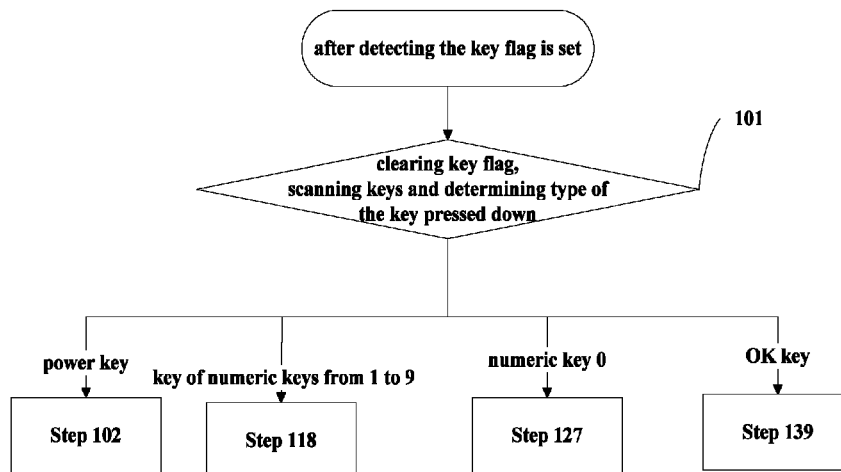 after detecting the key flag is set
101
clearing key flag,
scanning keys and determining type of
the key pressed down
power key
key of numeric keys from 1 to 9
numeric key 0
OK key
Step 102
Step 118
Step 127
Step 139